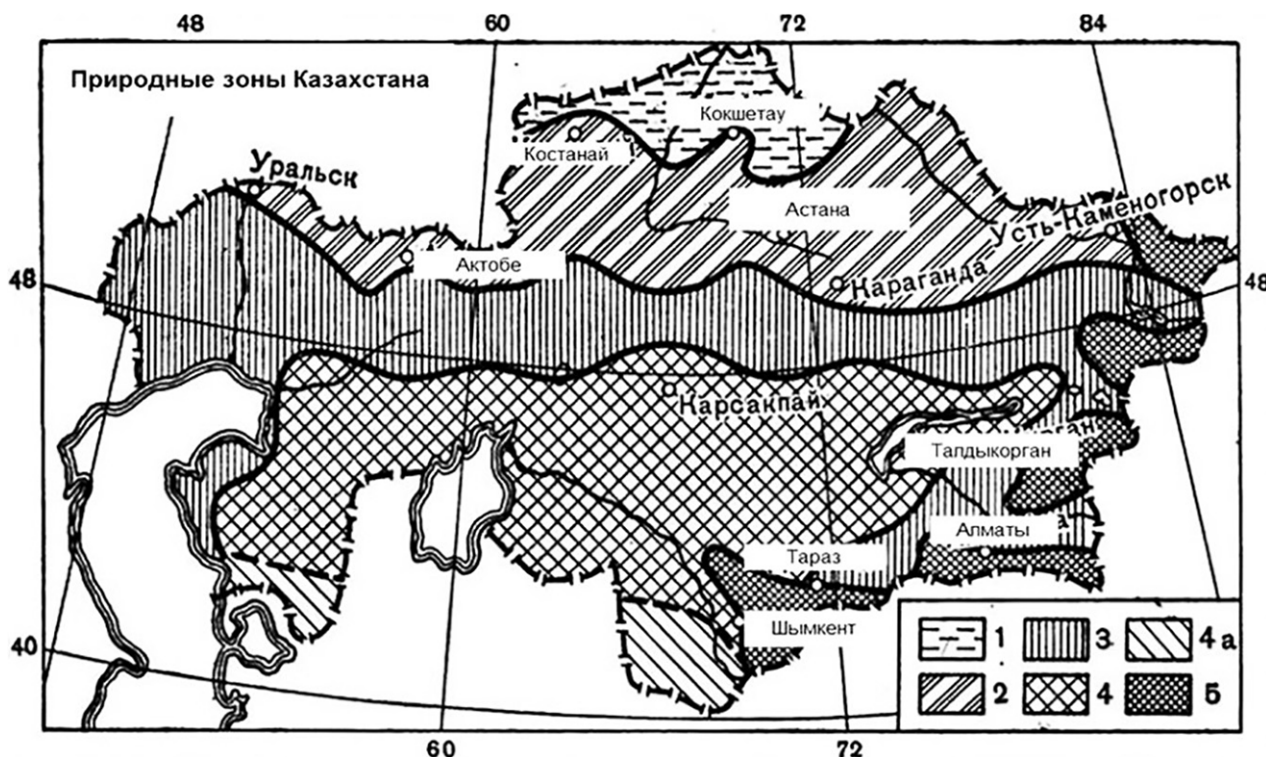 48 60 72 84
Природные зоны Казахстана
Кокшетау
Костанай
Уральск
Астана
Усть-Каменогорск
Актобе
Караганда
48
48
Карсакпай
Талдыкорган
Алматы
Тараз
Шымкент
40
1 3 4а
2 4 5
60 72